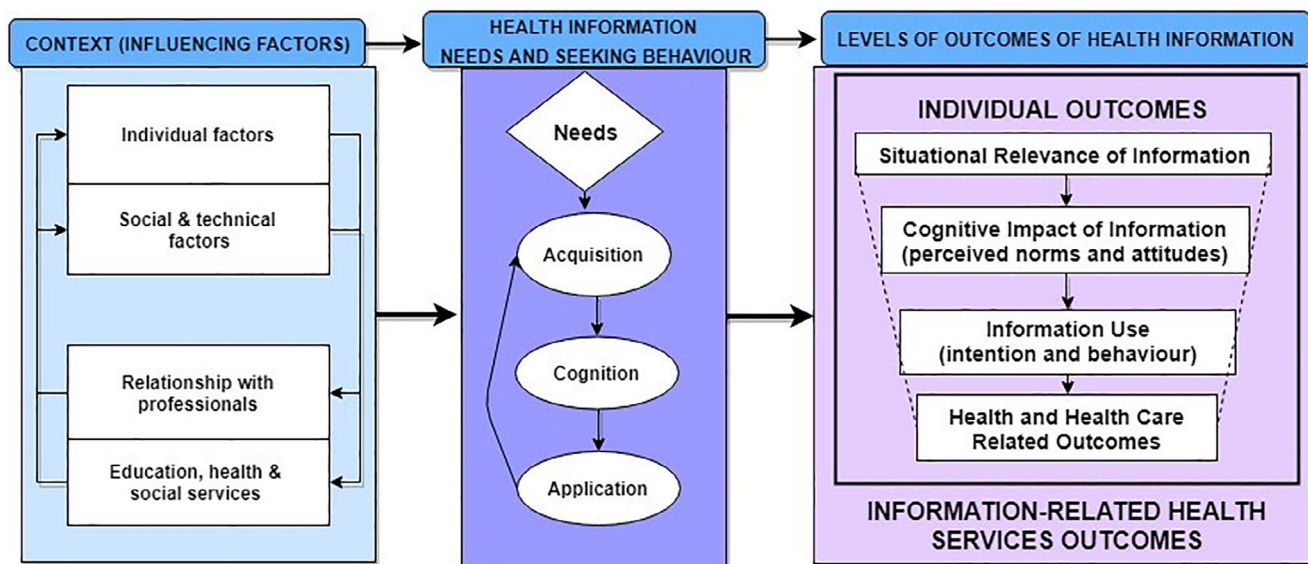 CONTEXT (INFLUENCING FACTORS)
Individual factors
Social & technical
factors
Relationship with
professionals
Education, health &
social services
HEALTH INFORMATION
NEEDS AND SEEKING BEHAVIOUR
Needs
Acquisition
Cognition
Application
LEVELS OF OUTCOMES OF HEALTH INFORMATION
INDIVIDUAL OUTCOMES
Situational Relevance of Information
Cognitive Impact of Information
(perceived norms and attitudes)
Information Use
(intention and behaviour)
Health and Health Care
Related Outcomes
INFORMATION-RELATED HEALTH
SERVICES OUTCOMES